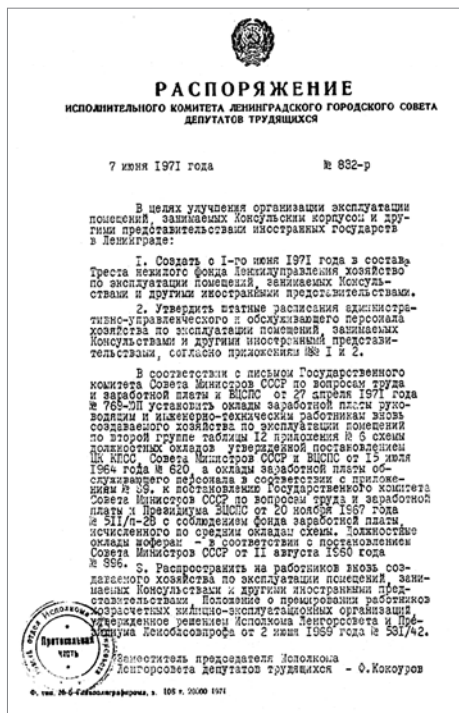 РАСПОРЯЖЕНИЕ
ИСПОЛНИТЕЛЬНОГО КОМИТЕТА ЛЕНИНГРАДСКОГО ГОРОДСКОГО СОВЕТА
ДЕПУТАТОВ ТРУДЯЩИХСЯ
7 июня 1971 года № 832-р
В целях улучшения организации эксплуатации
помещений, занимаемых Консульским корпусом и дру-
гими представительствами иностранных государств
в Ленинграде:
I. Создать с I-го июня 1971 года в составе
Треста нежилого фонда Ленжилуправления хозяйство
по эксплуатации помещений, занимаемых Консуль-
ствами и другими иностранными представительствами.
2. Утвердить штатные расписания администра-
тивно-управленческого и обслуживающего персонала
хозяйства по эксплуатации помещений, занимаемых
Консульствами и другими иностранными представи-
тельствами, согласно приложениям №№ I и 2.
В соответствии с письмом Государственного
комитета Совета Министров СССР по вопросам труда
и заработной платы и ВЦСПС от 27 апреля 1971 года
№ 769-ЮП установить оклады заработной платы руко-
водящим и инженерно-техническим работникам вновь
создаваемого хозяйства по эксплуатации помещений
по второй группе таблицы I2 приложения № 6 схемы
должностных окладов утвержденной постановлением
ЦК КПСС, Совета Министров СССР и ВЦСПС от 15 июля
1964 года № 620, а оклады заработной платы об-
служивающего персонала в соответствии с приложе-
нием № 39. к постановлению Государственного комитета
Совета Министров СССР по вопросам труда и заработной
платы и Президиума ВЦСПС от 20 ноября 1967 года
№ 5II/п-28 с соблюдением фонда заработной платы,
исчисленного по средним окладам схемы. Должностные
оклады шоферам - в соответствии с постановлением
Совета Министров СССР от II августа 1960 года
№ 896.
3. Распространить на работников вновь соз-
даваемого хозяйства по эксплуатации помещений, зани-
маемых Консульствами и другими иностранными пред-
ставительствами Положение о премировании работников
хозрасчетных жилищно-эксплуатационных организаций,
утвержденное решением Исполкома Ленгорсовета и Пре-
зидиума Леноблсовпрофа от 2 июня 1969 года № 53I/42.
Протокольная
часть
Заместитель председателя Исполкома
Ленгорсовета депутатов трудящихся - Ф.Кокоуров
з. 108 т. 20000 1971